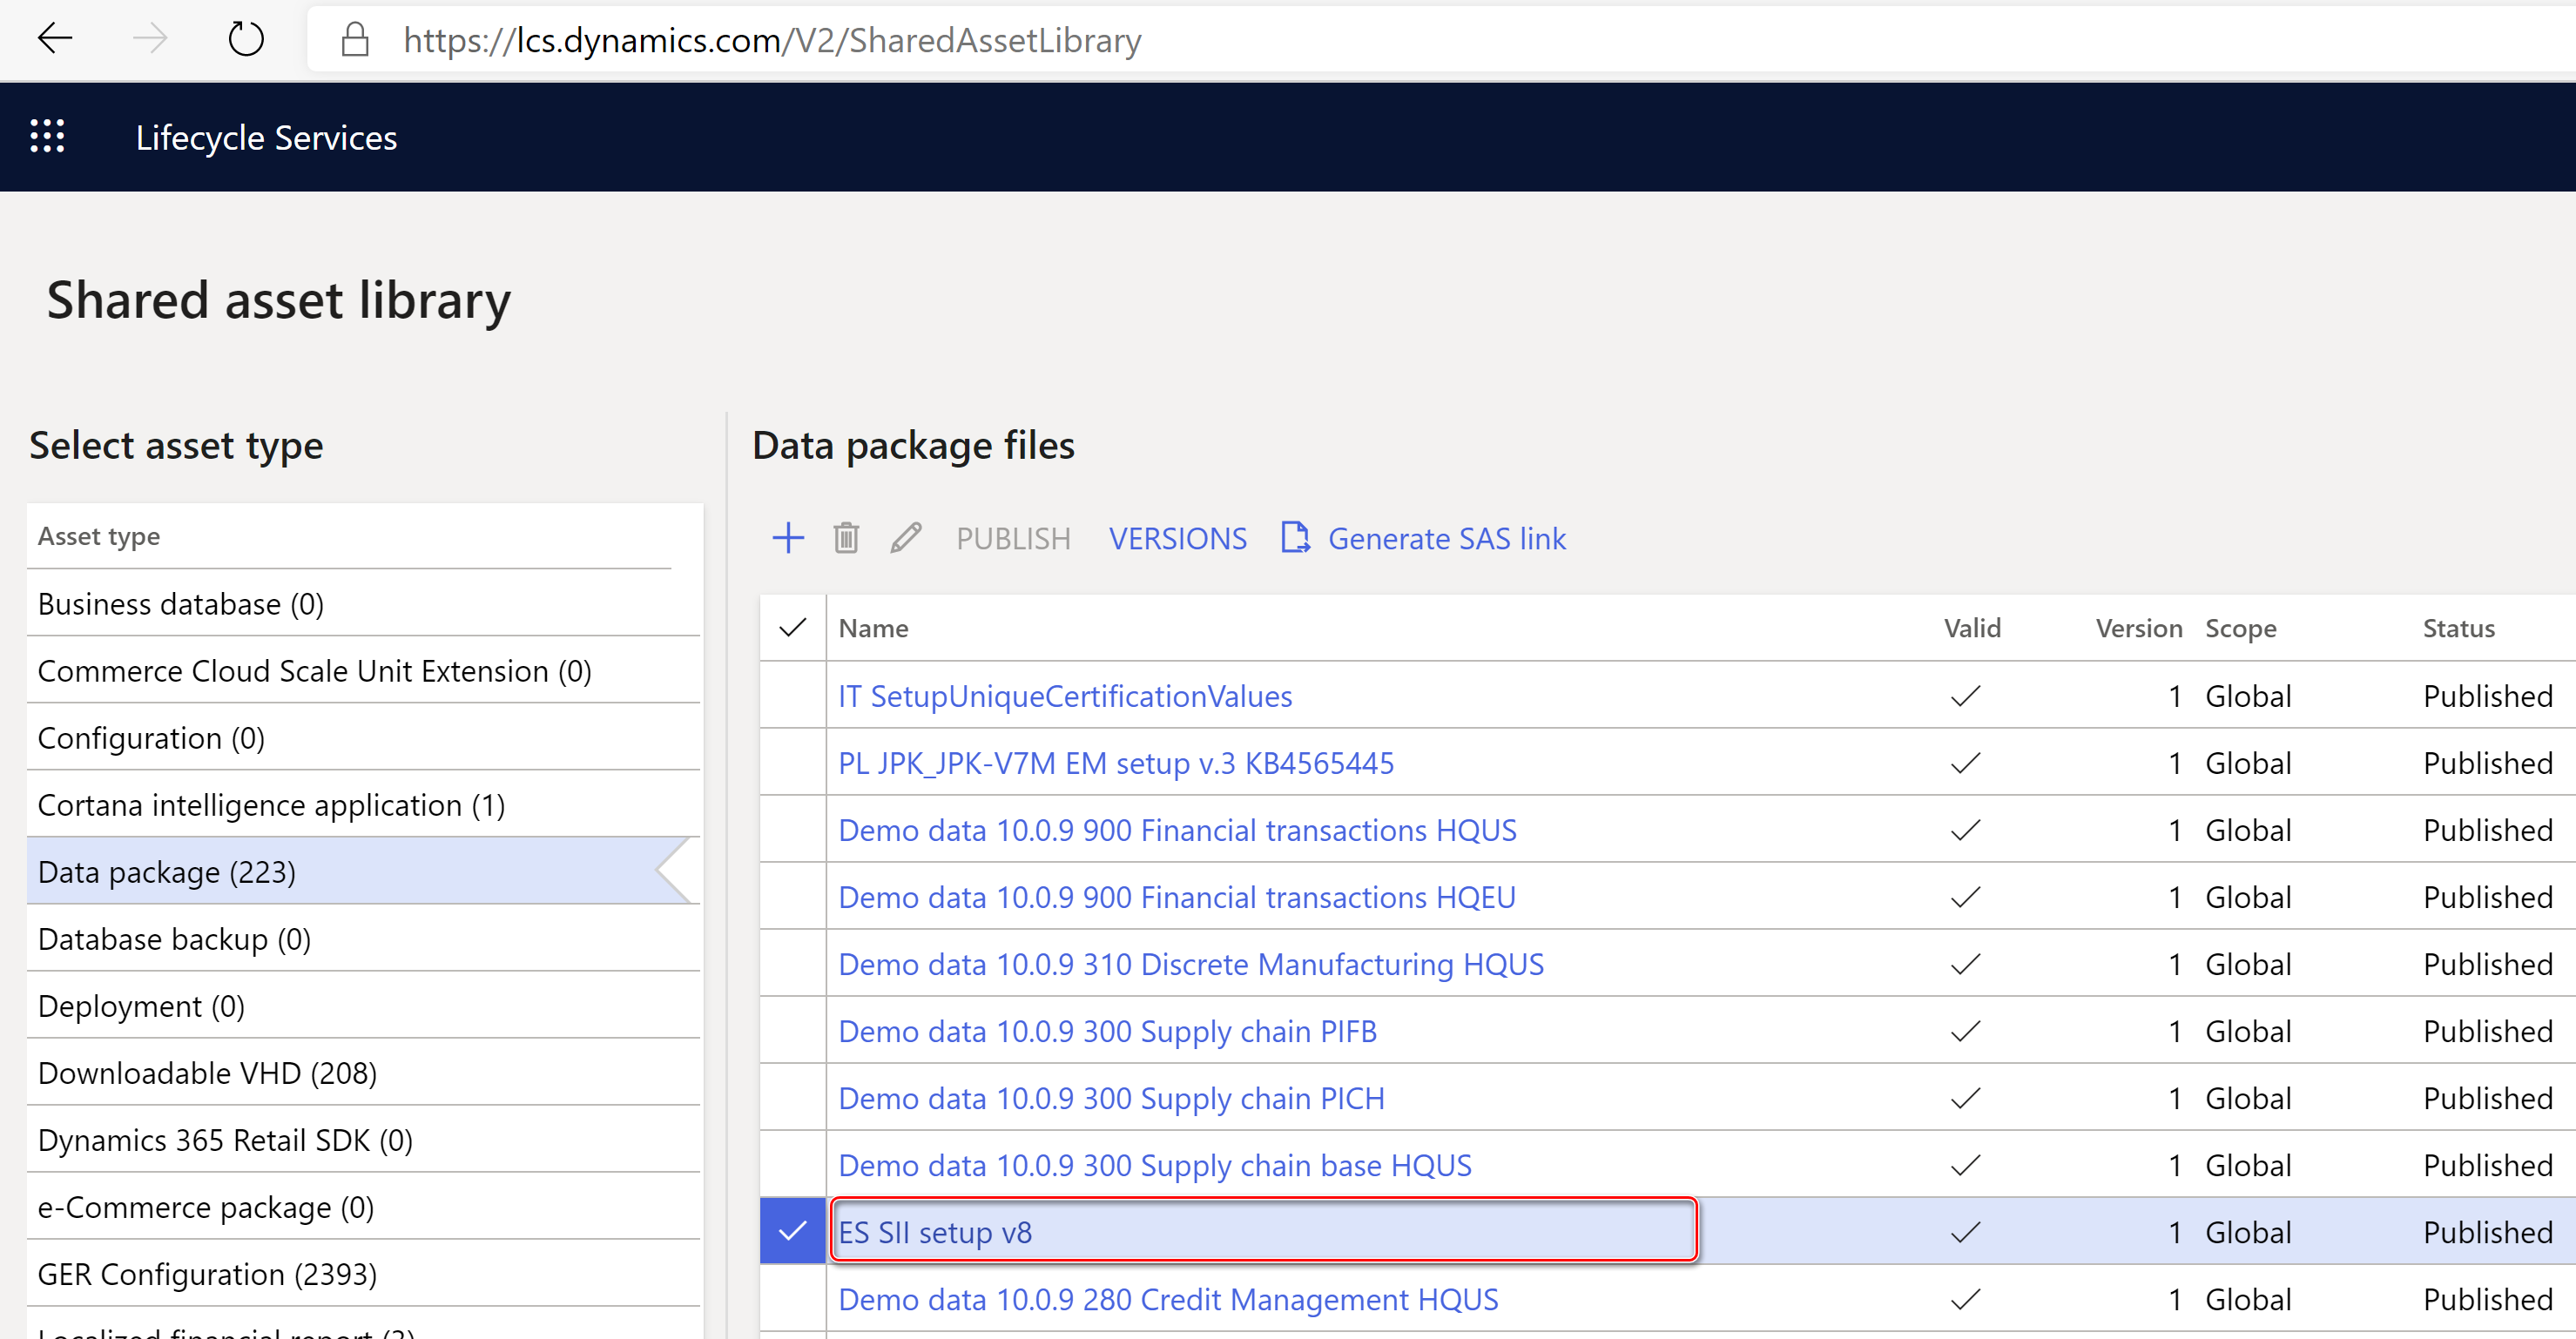 https://lcs.dynamics.com/V2/SharedAssetLibrary
Lifecycle Services
Shared asset library
Select asset type
Asset type
Business database (0)
Commerce Cloud Scale Unit Extension (0)
Configuration (0)
Cortana intelligence application (1)
Data package (223)
Database backup (0)
Deployment (0)
Downloadable VHD (208)
Dynamics 365 Retail SDK (0)
e-Commerce package (0)
GER Configuration (2393)
Localized financial report (3)
Data package files
PUBLISH VERSIONS Generate SAS link
Name Valid Version Scope Status
IT SetupUniqueCertificationValues 1 Global Published
PL JPK_JPK-V7M EM setup v.3 KB4565445 1 Global Published
Demo data 10.0.9 900 Financial transactions HQUS 1 Global Published
Demo data 10.0.9 900 Financial transactions HQEU 1 Global Published
Demo data 10.0.9 310 Discrete Manufacturing HQUS 1 Global Published
Demo data 10.0.9 300 Supply chain PIFB 1 Global Published
Demo data 10.0.9 300 Supply chain PICH 1 Global Published
Demo data 10.0.9 300 Supply chain base HQUS 1 Global Published
ES SII setup v8 1 Global Published
Demo data 10.0.9 280 Credit Management HQUS 1 Global Published